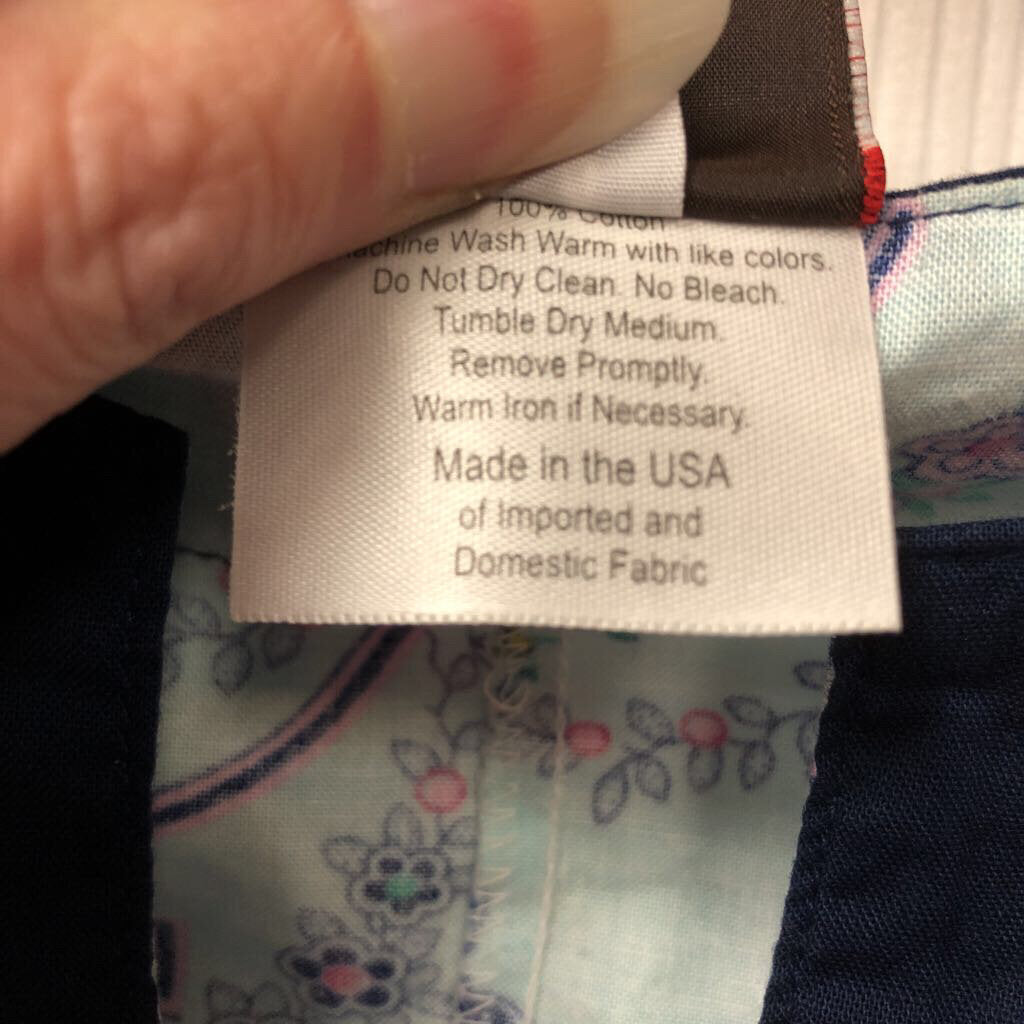 100% Cotton
Machine Wash Warm with like colors.
Do Not Dry Clean. No Bleach.
Tumble Dry Medium.
Remove Promptly.
Warm Iron if Necessary.
Made in the USA
of Imported and
Domestic Fabric